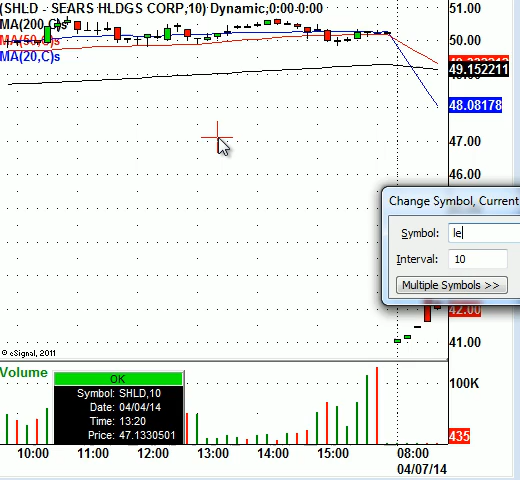 (SHLD - SEARS HLDGS CORP,10) Dynamic,0:00-0:00
MA(200,C)s
MA(50,C)s
MA(20,C)s
51.00
50.00
49.152211
48.08178
47.00
46.00
Change Symbol, Current
Symbol: le
Interval: 10
Multiple Symbols >>
42.00
41.00
© eSignal, 2011
Volume
OK
Symbol: SHLD,10
Date: 04/04/14
Time: 13:20
Price: 47.1330501
100K
435
10:00 11:00 12:00 13:00 14:00 15:00 08:00
04/07/14